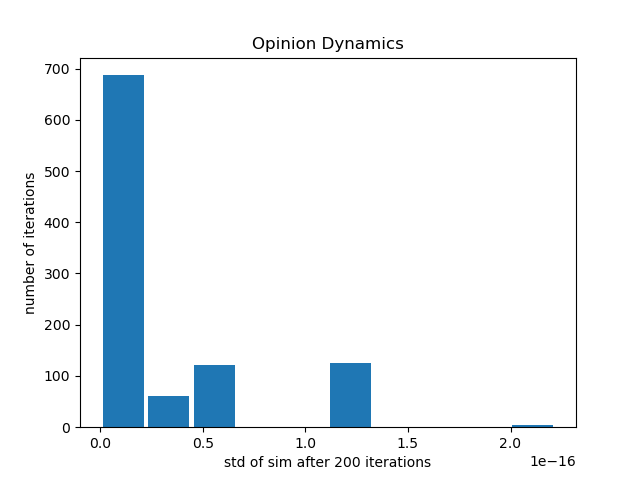 Opinion Dynamics
number of iterations
700
600
500
400
300
200
100
0
0.0 0.5 1.0 1.5 2.0
std of sim after 200 iterations
1e−16